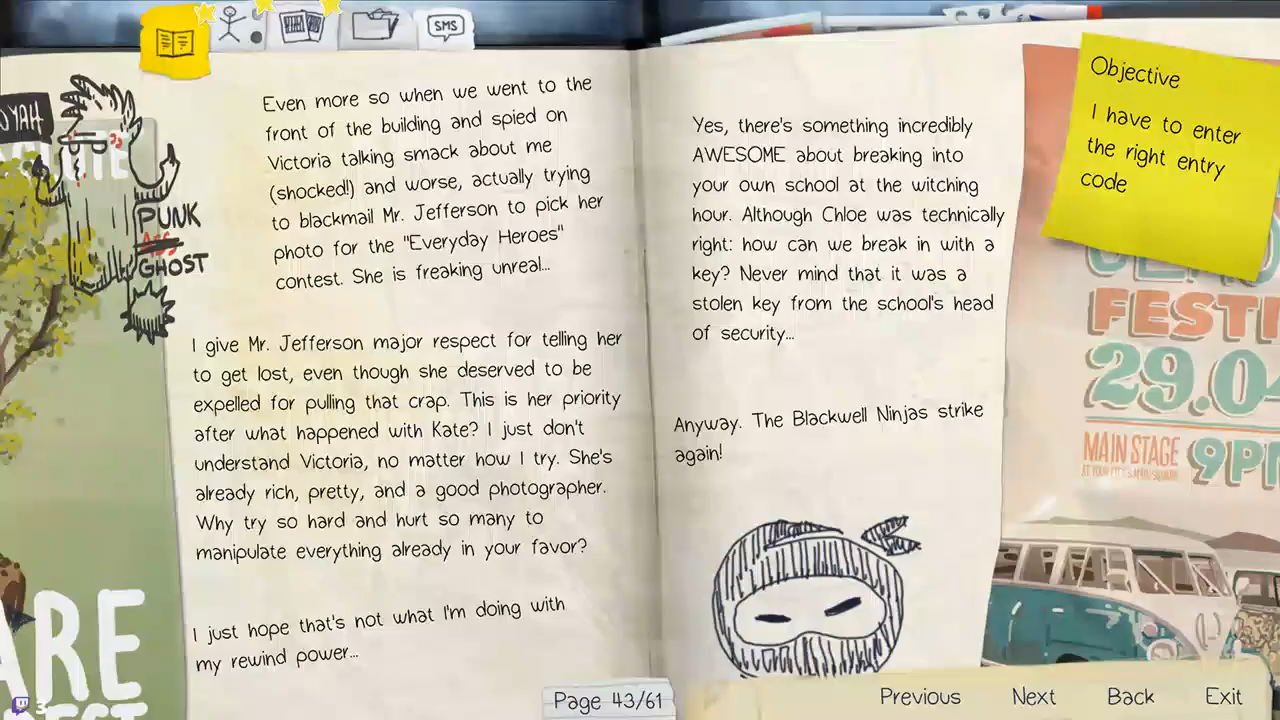 SMS
Objective
I have to enter
the right entry
code
Even more so when we went to the
front of the building and spied on
Victoria talking smack about me
(shocked!) and worse, actually trying
to blackmail Mr. Jefferson to pick her
photo for the "Everyday Heroes"
contest. She is freaking unreal...
PUNK
ASS
GHOST
I give Mr. Jefferson major respect for telling her
to get lost, even though she deserved to be
expelled for pulling that crap. This is her priority
after what happened with Kate? I just don't
understand Victoria, no matter how I try. She's
already rich, pretty, and a good photographer.
Why try so hard and hurt so many to
manipulate everything already in your favor?
I just hope that's not what I'm doing with
my rewind power...
Yes, there's something incredibly
AWESOME about breaking into
your own school at the witching
hour. Although Chloe was technically
right: how can we break in with a
key? Never mind that it was a
stolen key from the school's head
of security...
Anyway. The Blackwell Ninjas strike
again!
FESTI
29.04
MAIN STAGE
9P
ARE
Page 43/61
Previous
Next
Back
Exit